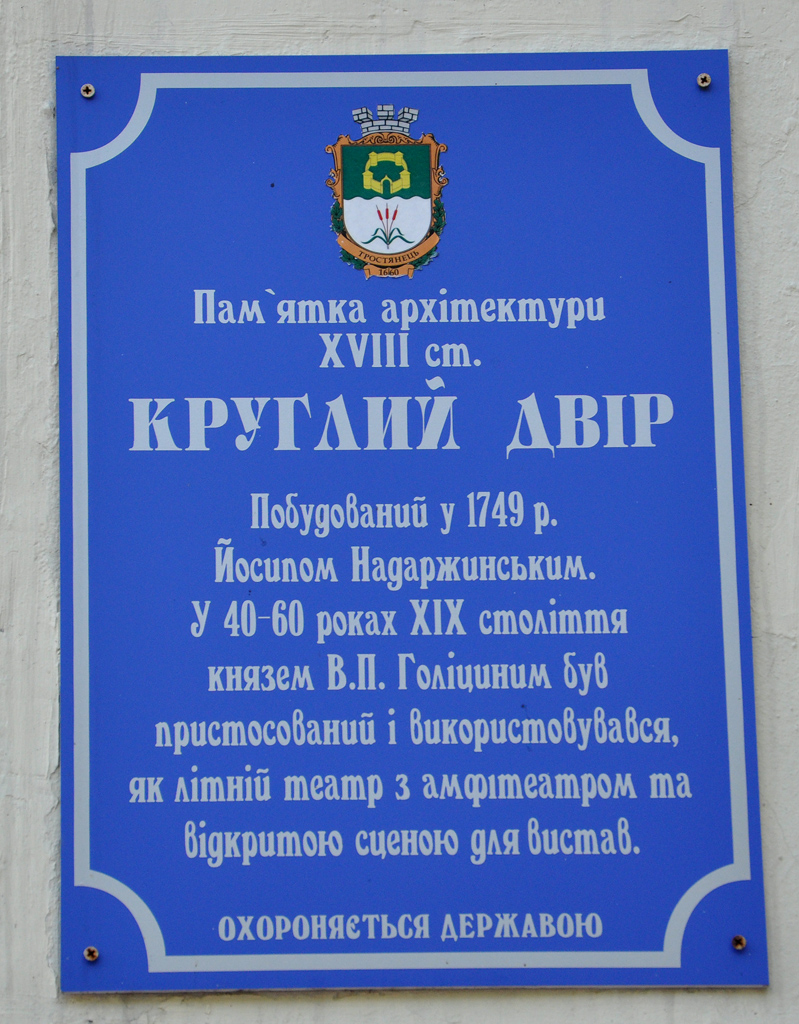 ТРОСТЯНЕЦЬ
1660
Пам`ятка архітектури
XVIII ст.
КРУГЛИЙ ДВІР
Побудований у 1749 р.
Йосипом Надаржинським.
У 40-60 роках XIX століття
князем В.П. Голіциним був
пристосований і використовувався,
як літній театр з амфітеатром та
відкритою сценою для вистав.
ОХОРОНЯЄТЬСЯ ДЕРЖАВОЮ